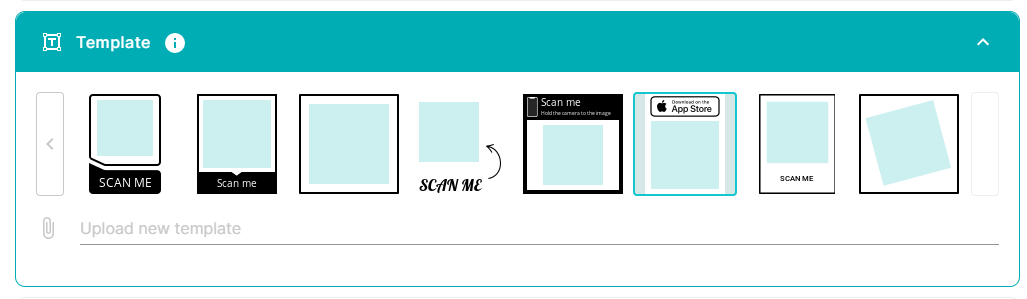 Template
SCAN ME
Scan me
SCAN ME
Scan me
Hold the camera to the image
Download on the
App Store
SCAN ME
Upload new template